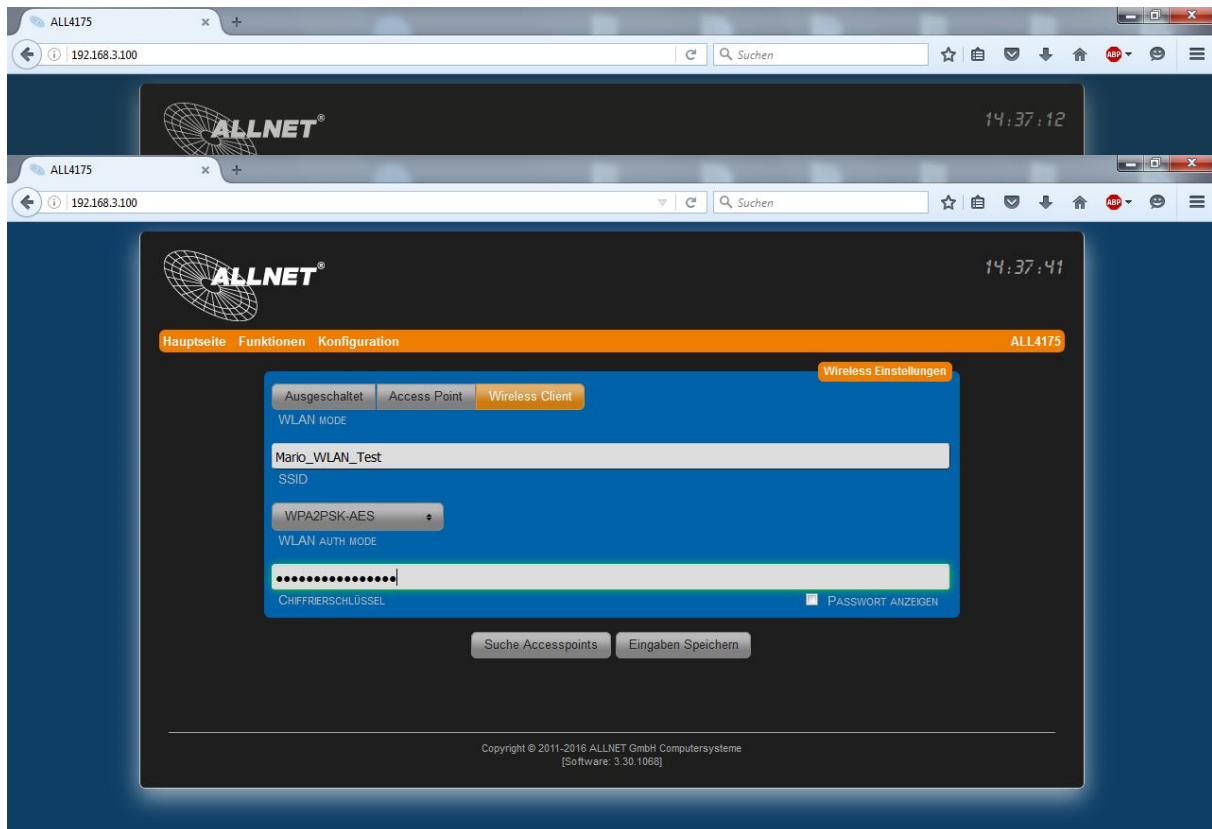 ALL4175
192.168.3.100
Suchen
ABP
ALLNET®
14:37:12
ALL4175
192.168.3.100
Suchen
ABP
ALLNET®
14:37:41
Hauptseite Funktionen Konfiguration ALL4175
Wireless Einstellungen
Ausgeschaltet Access Point Wireless Client
WLAN MODE
Mario_WLAN_Test
SSID
WPA2PSK-AES
WLAN AUTH MODE
••••••••••••••••
CHIFFRIERSCHLÜSSEL PASSWORT ANZEIGEN
Suche Accesspoints Eingaben Speichern
Copyright © 2011-2016 ALLNET GmbH Computersysteme
[Software: 3.30.1068]